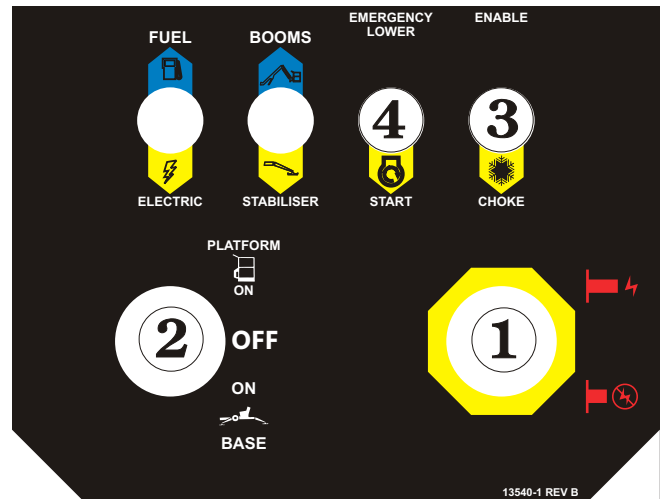 EMERGENCY
LOWER
ENABLE
FUEL
BOOMS
4
3
ELECTRIC
STABILISER
START
CHOKE
PLATFORM
ON
2
OFF
1
ON
BASE
13540-1 REV B